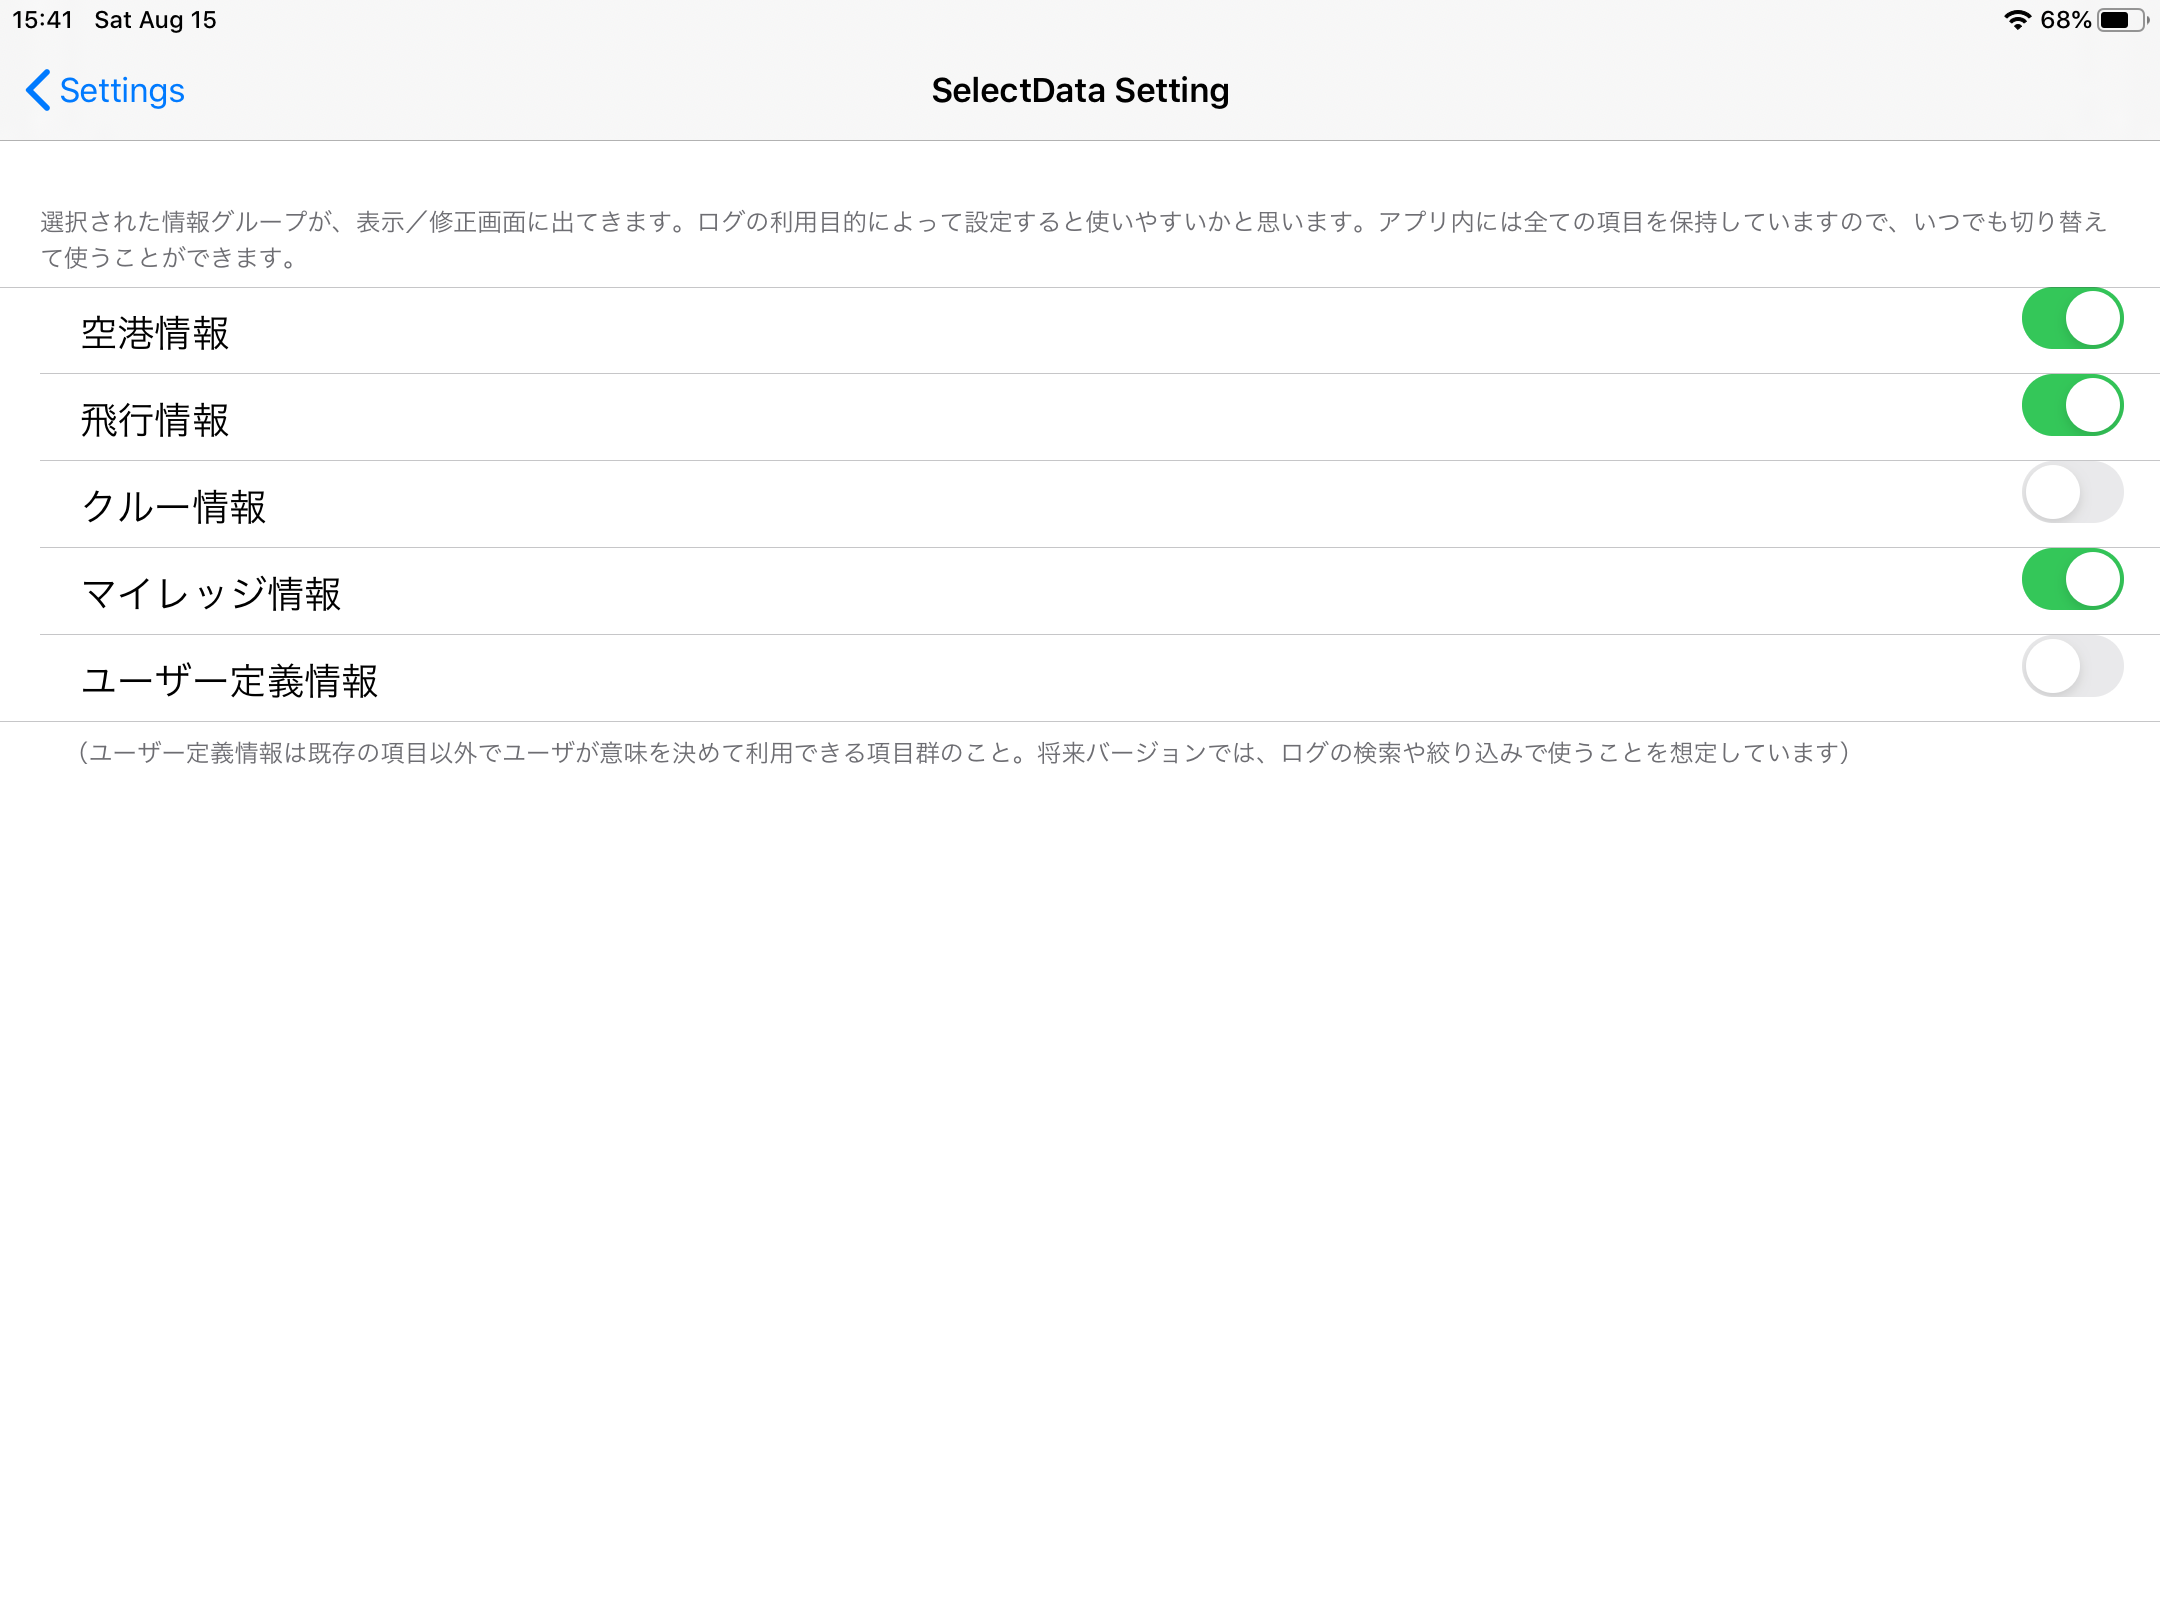 15:41 Sat Aug 15
68%
Settings
SelectData Setting
選択された情報グループが、表示／修正画面に出てきます。ログの利用目的によって設定すると使いやすいかと思います。アプリ内には全ての項目を保持していますので、いつでも切り替え
て使うことができます。
空港情報
飛行情報
クルー情報
マイレッジ情報
ユーザー定義情報
（ユーザー定義情報は既存の項目以外でユーザが意味を決めて利用できる項目群のこと。将来バージョンでは、ログの検索や絞り込みで使うことを想定しています）